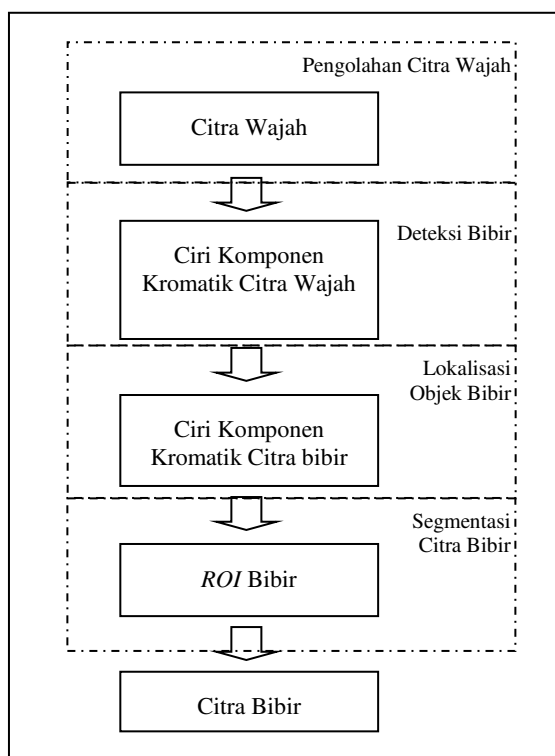 Pengolahan Citra Wajah
Citra Wajah
Deteksi Bibir
Ciri Komponen
Kromatik Citra Wajah
Lokalisasi
Objek Bibir
Ciri Komponen
Kromatik Citra bibir
Segmentasi
Citra Bibir
ROI Bibir
Citra Bibir